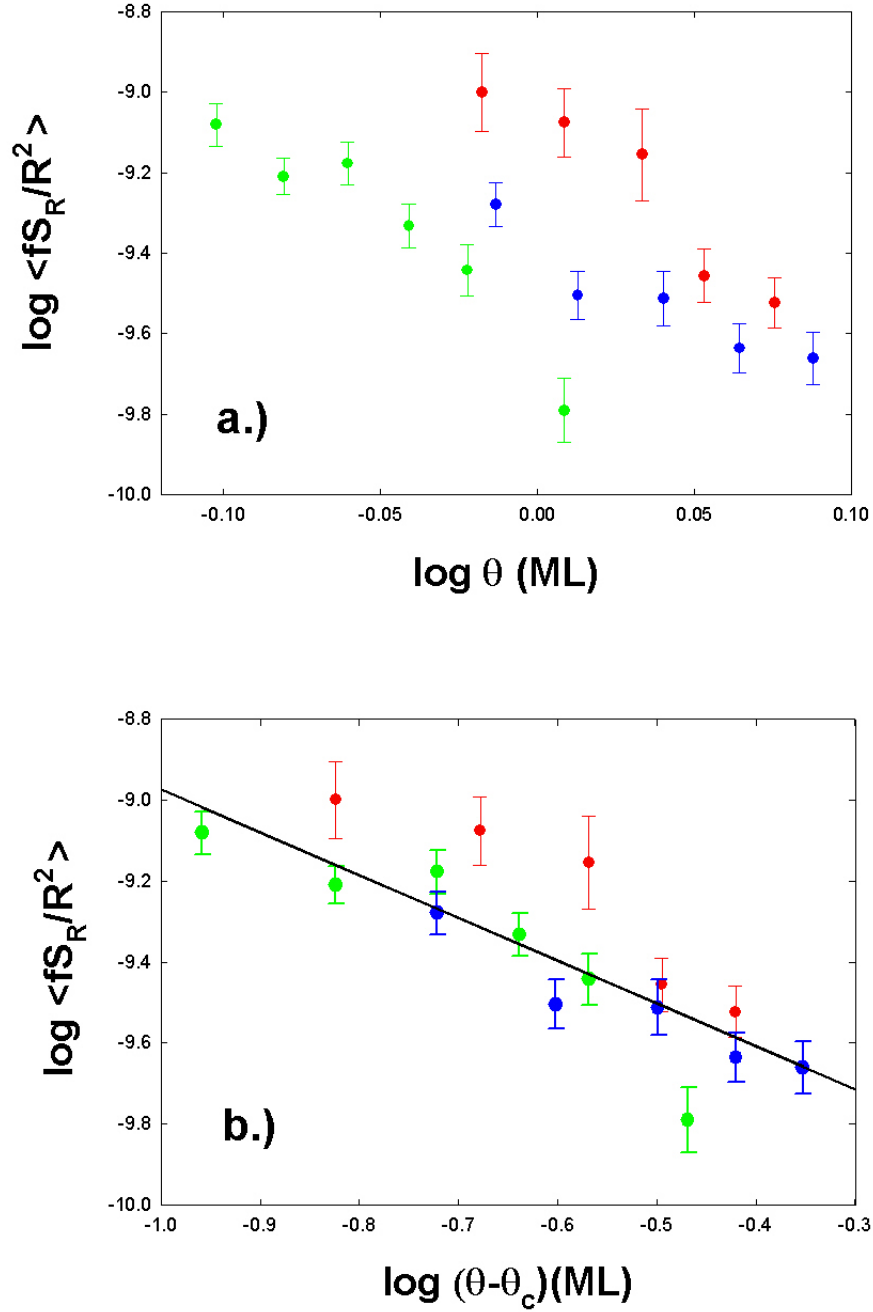 -8.8
-9.0
-9.2
-9.4
-9.6
-9.8
-10.0
log <fS_R/R^2>
a.)
-0.10 -0.05 0.00 0.05 0.10
log θ (ML)
-8.8
-9.0
-9.2
-9.4
-9.6
-9.8
-10.0
log <fS_R/R^2>
b.)
-1.0 -0.9 -0.8 -0.7 -0.6 -0.5 -0.4 -0.3
log (θ-θ_c)(ML)